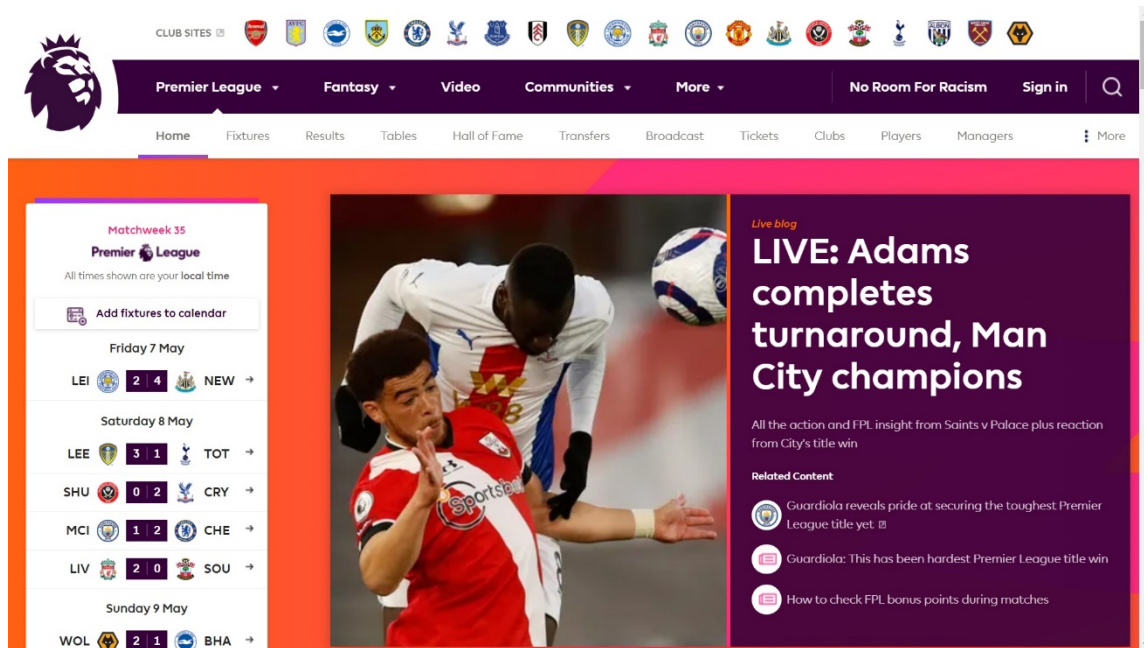 CLUB SITES
Premier League Fantasy Video Communities More No Room For Racism Sign in
Home Fixtures Results Tables Hall of Fame Transfers Broadcast Tickets Clubs Players Managers More
Matchweek 35
Premier League
All times shown are your local time
Add fixtures to calendar
Friday 7 May
LEI 2 4 NEW
Saturday 8 May
LEE 3 1 TOT
SHU 0 2 CRY
MCI 1 2 CHE
LIV 2 0 SOU
Sunday 9 May
WOL 2 1 BHA
Sportsbet
Live blog
LIVE: Adams
completes
turnaround, Man
City champions
All the action and FPL insight from Saints v Palace plus reaction
from City's title win
Related Content
Guardiola reveals pride at securing the toughest Premier
League title yet
Guardiola: This has been hardest Premier League title win
How to check FPL bonus points during matches